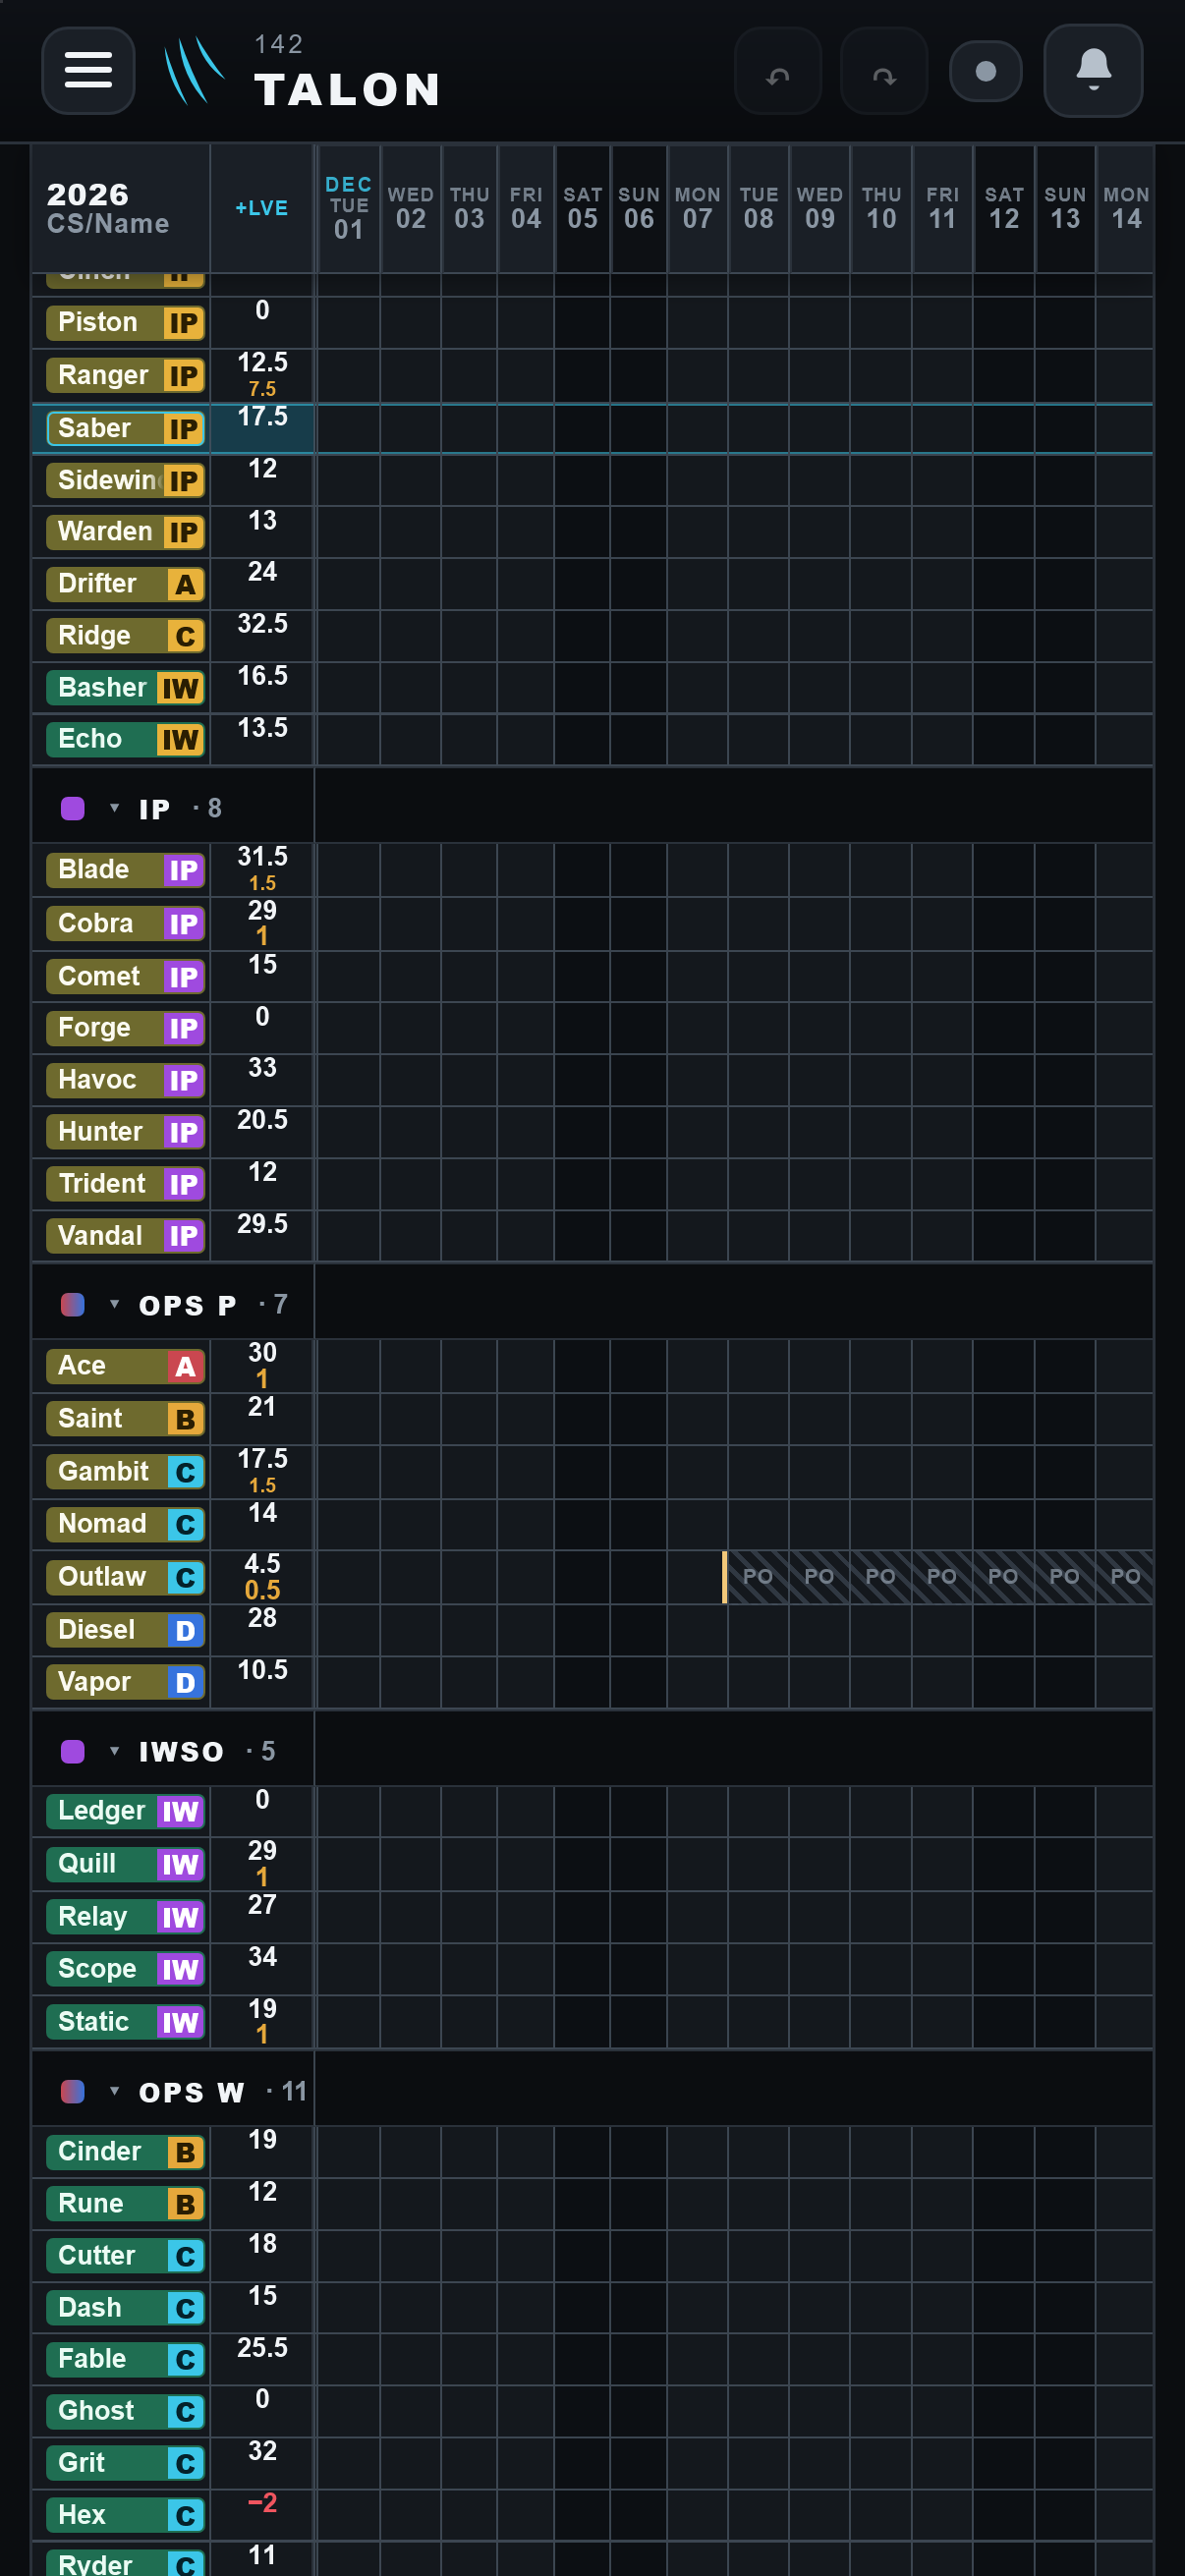 142
TALON
2026
CS/Name
+LVE
DEC
TUE
01
WED
02
THU
03
FRI
04
SAT
05
SUN
06
MON
07
TUE
08
WED
09
THU
10
FRI
11
SAT
12
SUN
13
MON
14
IP
Piston IP 0
Ranger IP 12.5
7.5
Saber IP 17.5
Sidewin IP 12
Warden IP 13
Drifter A 24
Ridge C 32.5
Basher IW 16.5
Echo IW 13.5
IP · 8
Blade IP 31.5
1.5
Cobra IP 29
1
Comet IP 15
Forge IP 0
Havoc IP 33
Hunter IP 20.5
Trident IP 12
Vandal IP 29.5
OPS P · 7
Ace A 30
1
Saint B 21
Gambit C 17.5
1.5
Nomad C 14
Outlaw C 4.5 PO PO PO PO PO PO PO
0.5
Diesel D 28
Vapor D 10.5
IWSO · 5
Ledger IW 0
Quill IW 29
1
Relay IW 27
Scope IW 34
Static IW 19
1
OPS W · 11
Cinder B 19
Rune B 12
Cutter C 18
Dash C 15
Fable C 25.5
Ghost C 0
Grit C 32
Hex C −2
Ryder C 11